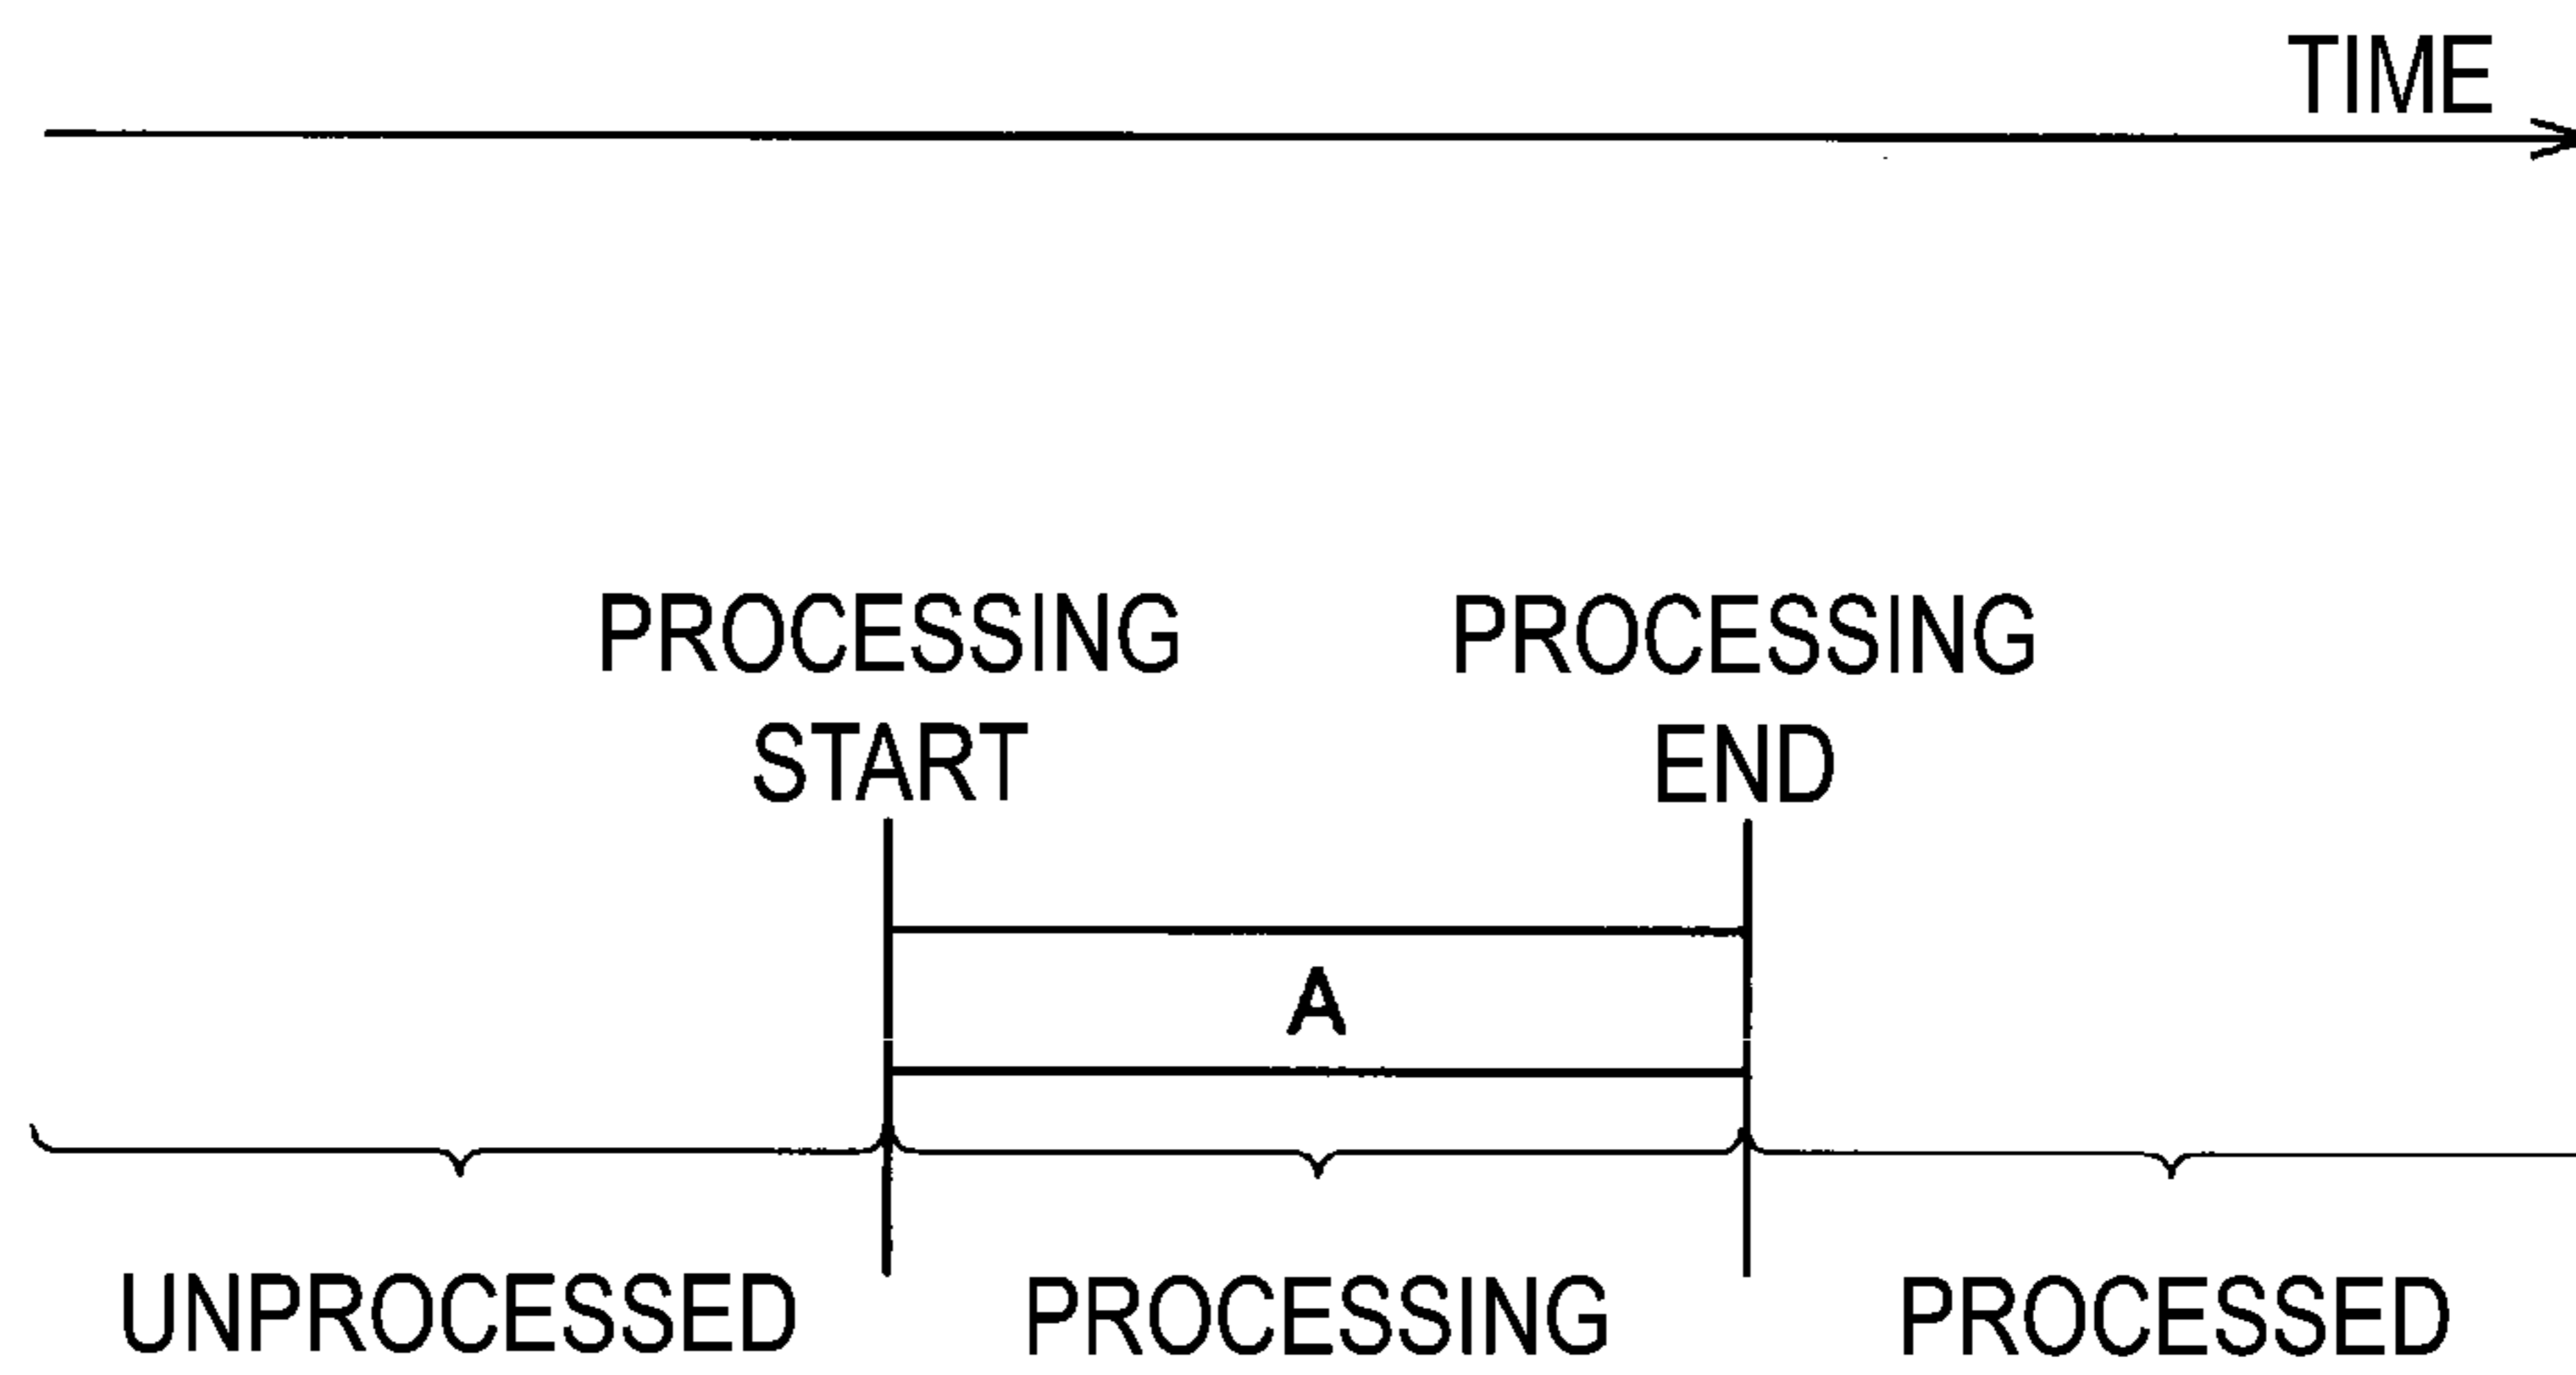 TIME
PROCESSING START
PROCESSING END
A
UNPROCESSED
PROCESSING
PROCESSED